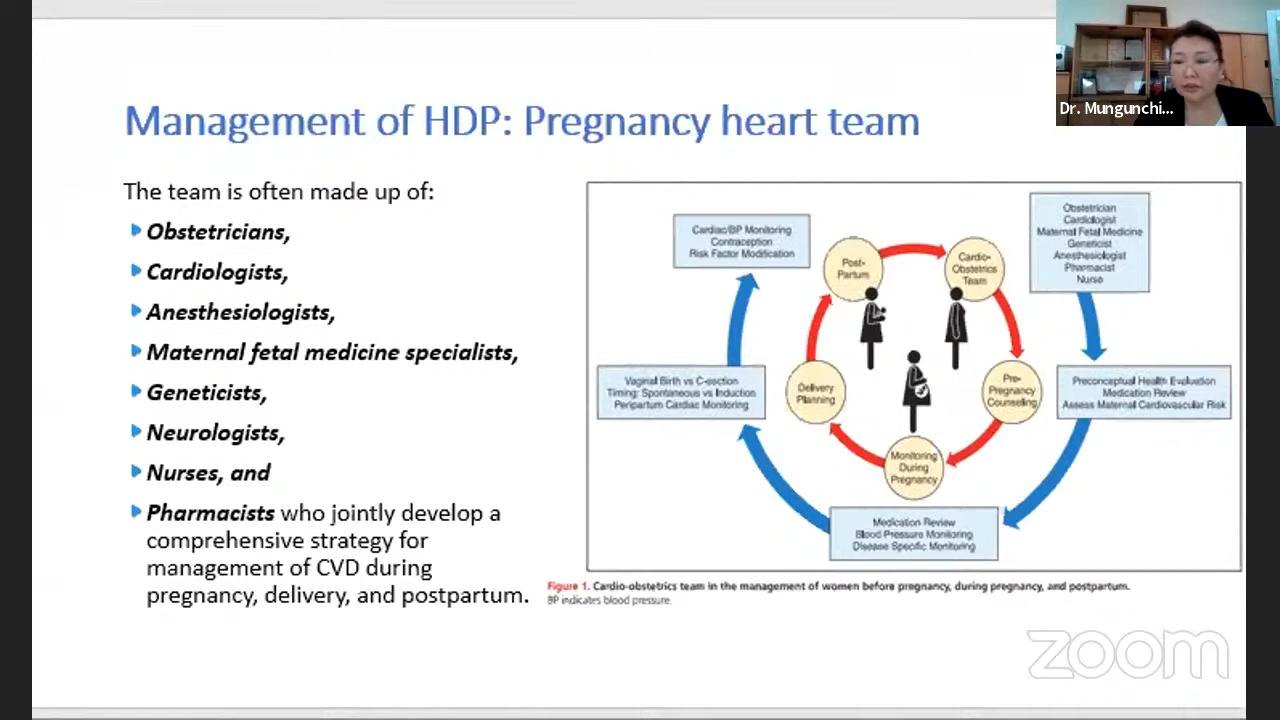 Dr. Mungunchi...
Management of HDP: Pregnancy heart team
The team is often made up of:
Obstetricians,
Cardiologists,
Anesthesiologists,
Maternal fetal medicine specialists,
Geneticists,
Neurologists,
Nurses, and
Pharmacists who jointly develop a
comprehensive strategy for
management of CVD during
pregnancy, delivery, and postpartum.
Cardiac/BP Monitoring
Contraception
Risk Factor Modification
Post-
Partum
Cardio-
Obstetrics
Team
Obstetrician
Cardiologist
Maternal Fetal Medicine
Geneticist
Anesthesiologist
Pharmacist
Nurse
Vaginal Birth vs C-section
Timing: Spontaneous vs Induction
Peripartum Cardiac Monitoring
Delivery
Planning
Pre-
Pregnancy
Counseling
Preconceptual Health Evaluation
Medication Review
Assess Maternal Cardiovascular Risk
Monitoring
During
Pregnancy
Medication Review
Blood Pressure Monitoring
Disease Specific Monitoring
Figure 1. Cardio-obstetrics team in the management of women before pregnancy, during pregnancy, and postpartum.
BP indicates blood pressure.
zoom